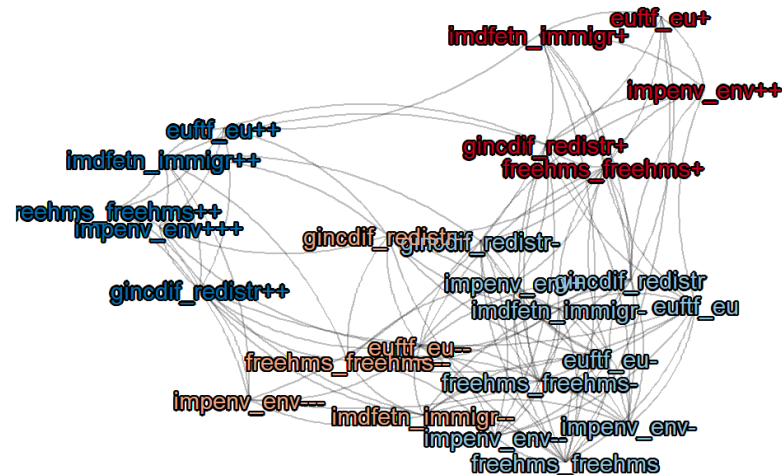 euftf_eu+
imdfetn_immigr+
impenv_env++
euftf_eu++
gincdif_redistr+
imdfetn_immigr++
freehms_freehms+
reehms_freehms++
impenv_env+++
gincdif_redistr-
impenv_env+
gincdif_redistr
gincdif_redistr++
euftf_eu
imdfetn_immigr-
euftf_eu--
freehms_freehms--
euftf_eu-
freehms_freehms-
impenv_env---
imdfetn_immigr--
impenv_env-
impenv_env--
freehms_freehms